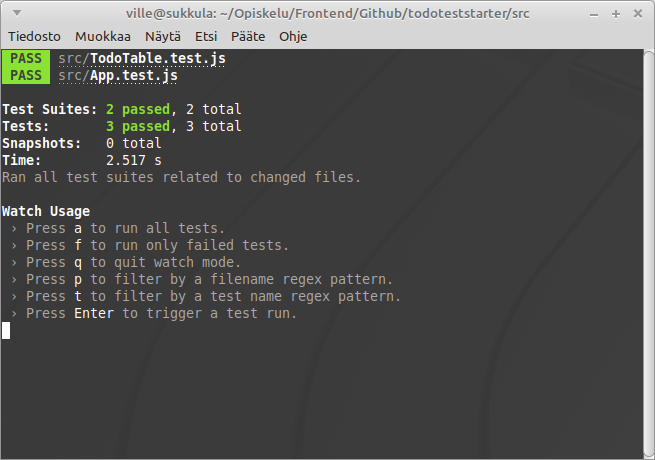 ville@sukkula: ~/Opiskelu/Frontend/Github/todoteststarter/src
Tiedosto Muokkaa Näytä Etsi Pääte Ohje
PASS src/TodoTable.test.js
PASS src/App.test.js
Test Suites: 2 passed, 2 total
Tests: 3 passed, 3 total
Snapshots: 0 total
Time: 2.517 s
Ran all test suites related to changed files.
Watch Usage
› Press a to run all tests.
› Press f to run only failed tests.
› Press q to quit watch mode.
› Press p to filter by a filename regex pattern.
› Press t to filter by a test name regex pattern.
› Press Enter to trigger a test run.